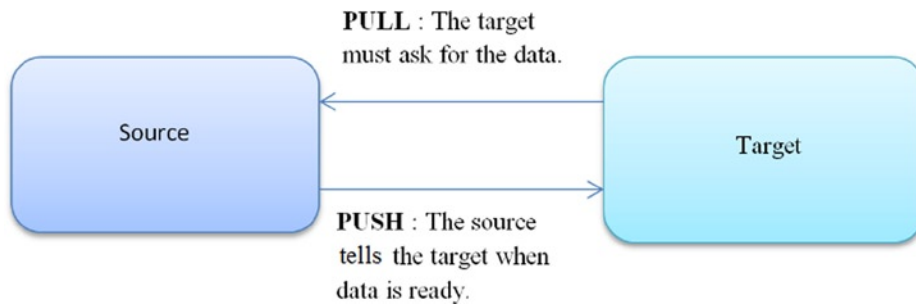 PULL : The target
must ask for the data.
Source
Target
PUSH : The source
tells the target when
data is ready.